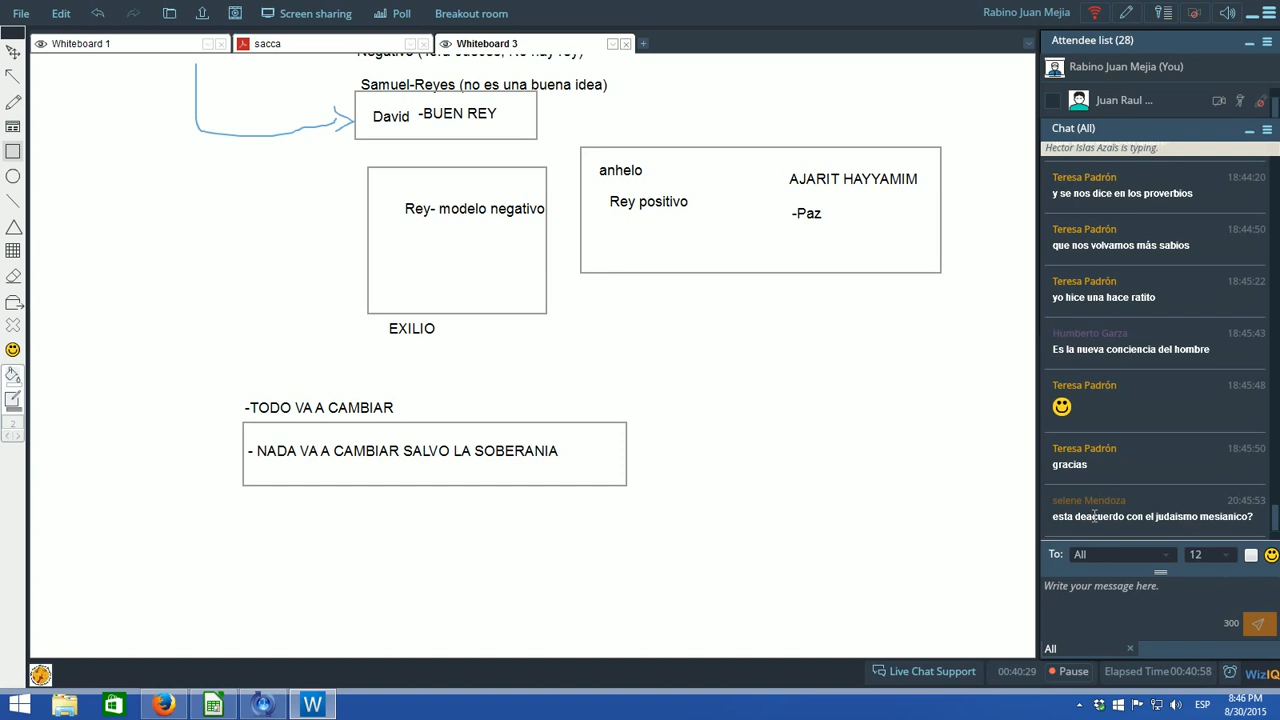 File Edit Screen sharing Poll Breakout room Rabino Juan Mejia
Whiteboard 1 sacca Whiteboard 3
Samuel-Reyes (no es una buena idea)
David -BUEN REY
Rey- modelo negativo
EXILIO
anhelo
Rey positivo
AJARIT HAYYAMIM
-Paz
-TODO VA A CAMBIAR
- NADA VA A CAMBIAR SALVO LA SOBERANIA
2
Attendee list (28)
Rabino Juan Mejia (You)
Juan Raul ...
Chat (All)
Hector Islas Azaïs is typing.
Teresa Padrón 18:44:20
y se nos dice en los proverbios
Teresa Padrón 18:44:50
que nos volvamos más sabios
Teresa Padrón 18:45:22
yo hice una hace ratito
Humberto Garza 18:45:43
Es la nueva conciencia del hombre
Teresa Padrón 18:45:48
Teresa Padrón 18:45:50
gracias
selene Mendoza 20:45:53
esta deacuerdo con el judaismo mesianico?
To: All 12
Write your message here.
300
All
Live Chat Support 00:40:29 Pause Elapsed Time 00:40:58 WizIQ
W ESP 8:46 PM
8/30/2015